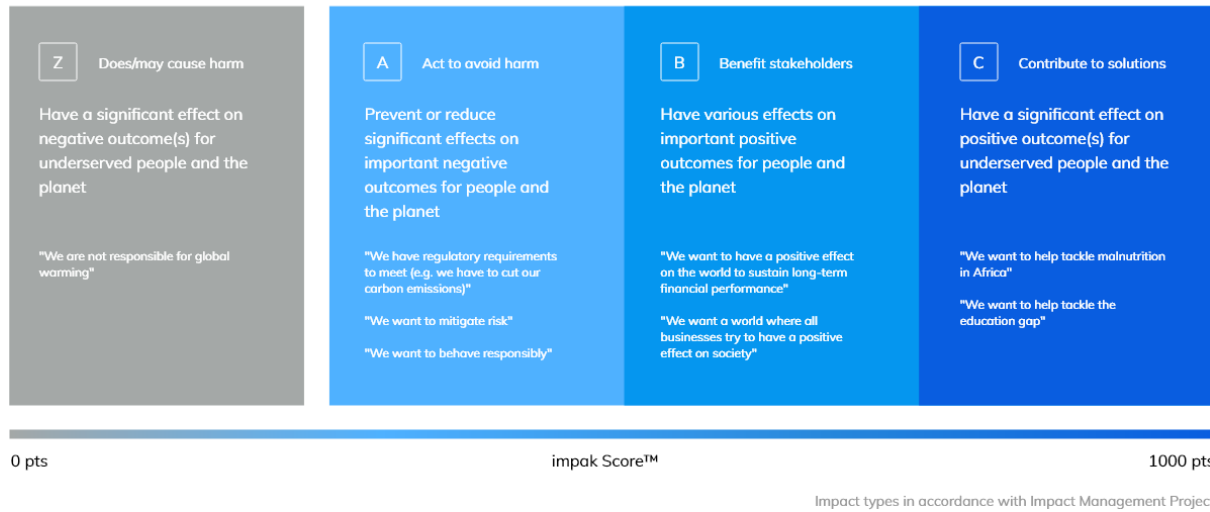 Z
Does/may cause harm
Have a significant effect on
negative outcome(s) for
underserved people and the
planet
"We are not responsible for global
warming"
A
Act to avoid harm
Prevent or reduce
significant effects on
important negative
outcomes for people and
the planet
"We have regulatory requirements
to meet (e.g. we have to cut our
carbon emissions)"
"We want to mitigate risk"
"We want to behave responsibly"
B
Benefit stakeholders
Have various effects on
important positive
outcomes for people and
the planet
"We want to have a positive effect
on the world to sustain long-term
financial performance"
"We want a world where all
businesses try to have a positive
effect on society"
C
Contribute to solutions
Have a significant effect on
positive outcome(s) for
underserved people and the
planet
"We want to help tackle malnutrition
in Africa"
"We want to help tackle the
education gap"
0 pts
impak Score™
1000 pts
Impact types in accordance with Impact Management Projec